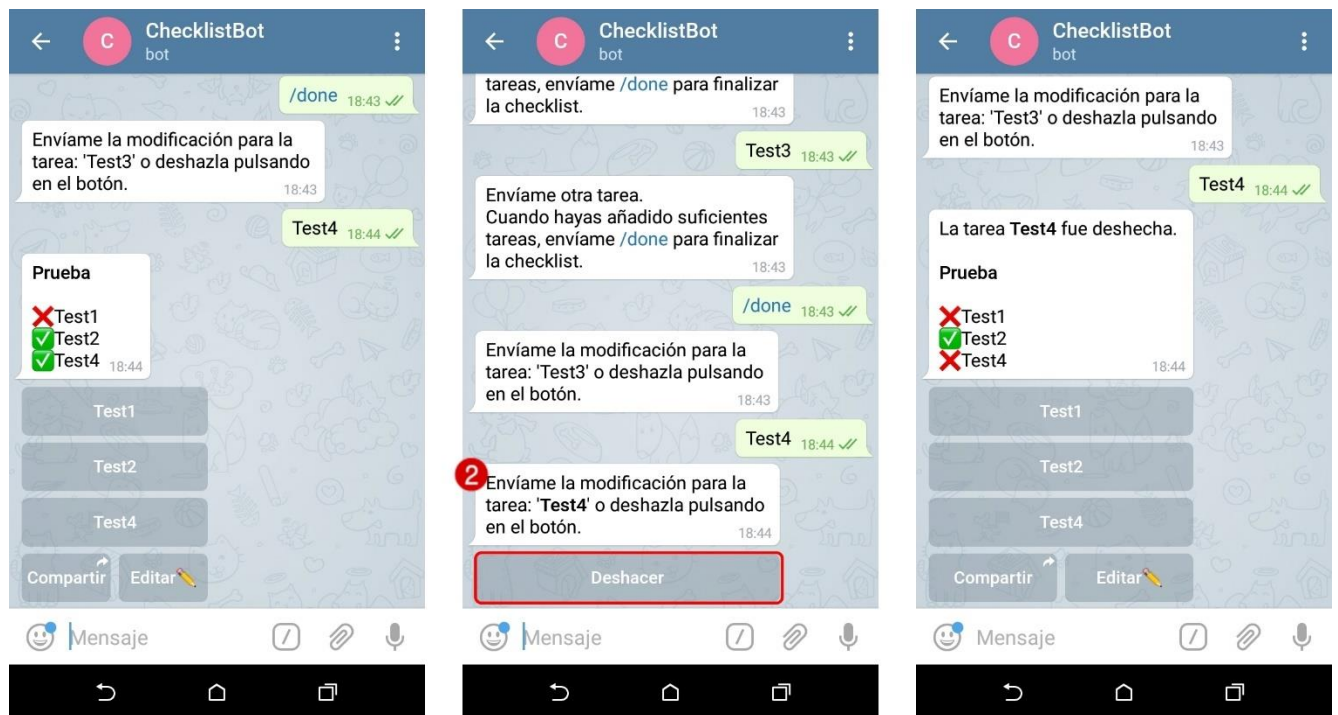 ChecklistBot
bot
/done 18:43
Envíame la modificación para la
tarea: 'Test3' o deshazla pulsando
en el botón. 18:43
Test4 18:44
Prueba
❌Test1
✅Test2
✅Test4 18:44
Test1
Test2
Test4
Compartir Editar✏️
Mensaje
ChecklistBot
bot
tareas, envíame /done para finalizar
la checklist. 18:43
Test3 18:43
Envíame otra tarea.
Cuando hayas añadido suficientes
tareas, envíame /done para finalizar
la checklist. 18:43
/done 18:43
Envíame la modificación para la
tarea: 'Test3' o deshazla pulsando
en el botón. 18:43
Test4 18:44
2
Envíame la modificación para la
tarea: 'Test4' o deshazla pulsando
en el botón. 18:44
Deshacer
Mensaje
ChecklistBot
bot
Envíame la modificación para la
tarea: 'Test3' o deshazla pulsando
en el botón. 18:43
Test4 18:44
La tarea Test4 fue deshecha.
Prueba
❌Test1
✅Test2
❌Test4 18:44
Test1
Test2
Test4
Compartir Editar✏️
Mensaje